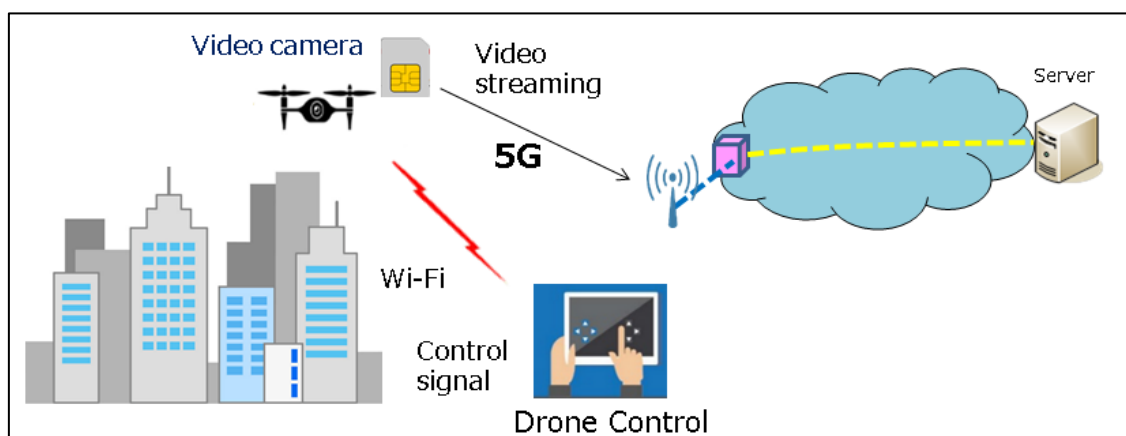 Video camera
Video
streaming
Server
5G
Wi-Fi
Control
signal
Drone Control